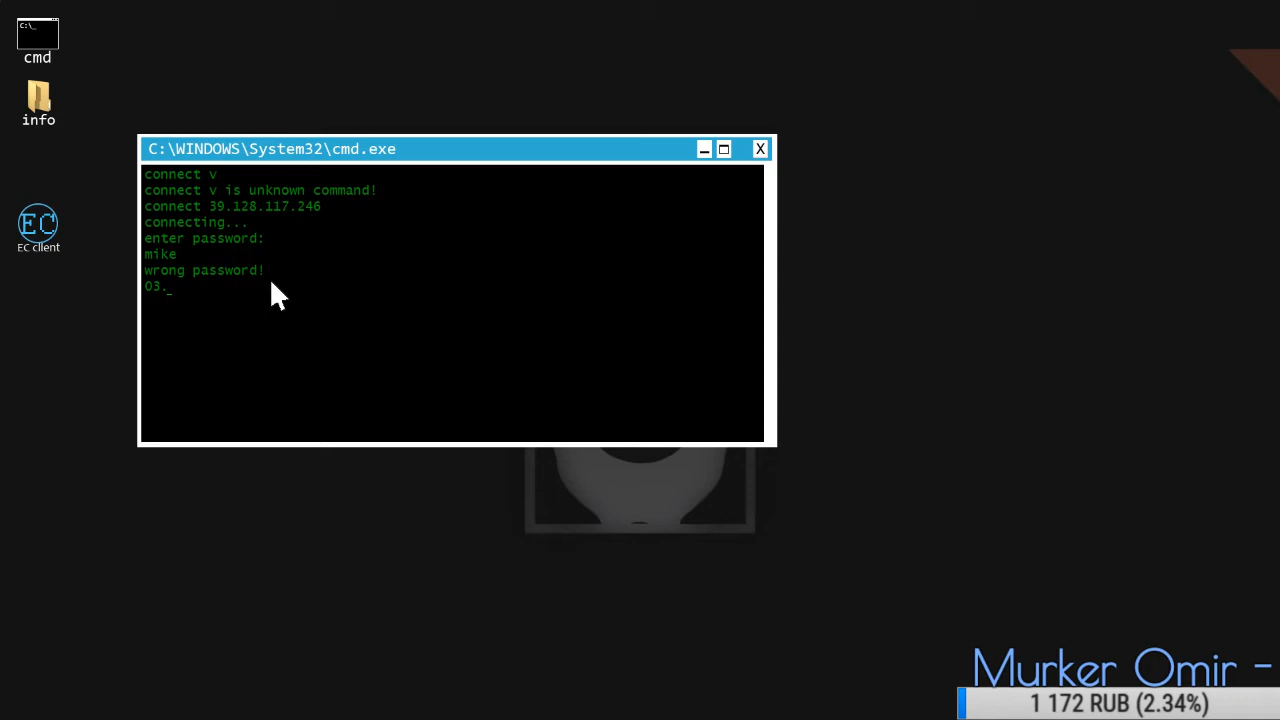 C:\_
cmd
info
EC
EC client
C:\WINDOWS\System32\cmd.exe
X
connect v
connect v is unknown command!
connect 39.128.117.246
connecting...
enter password:
mike
wrong password!
03._
Murker Omir -
1 172 RUB (2.34%)